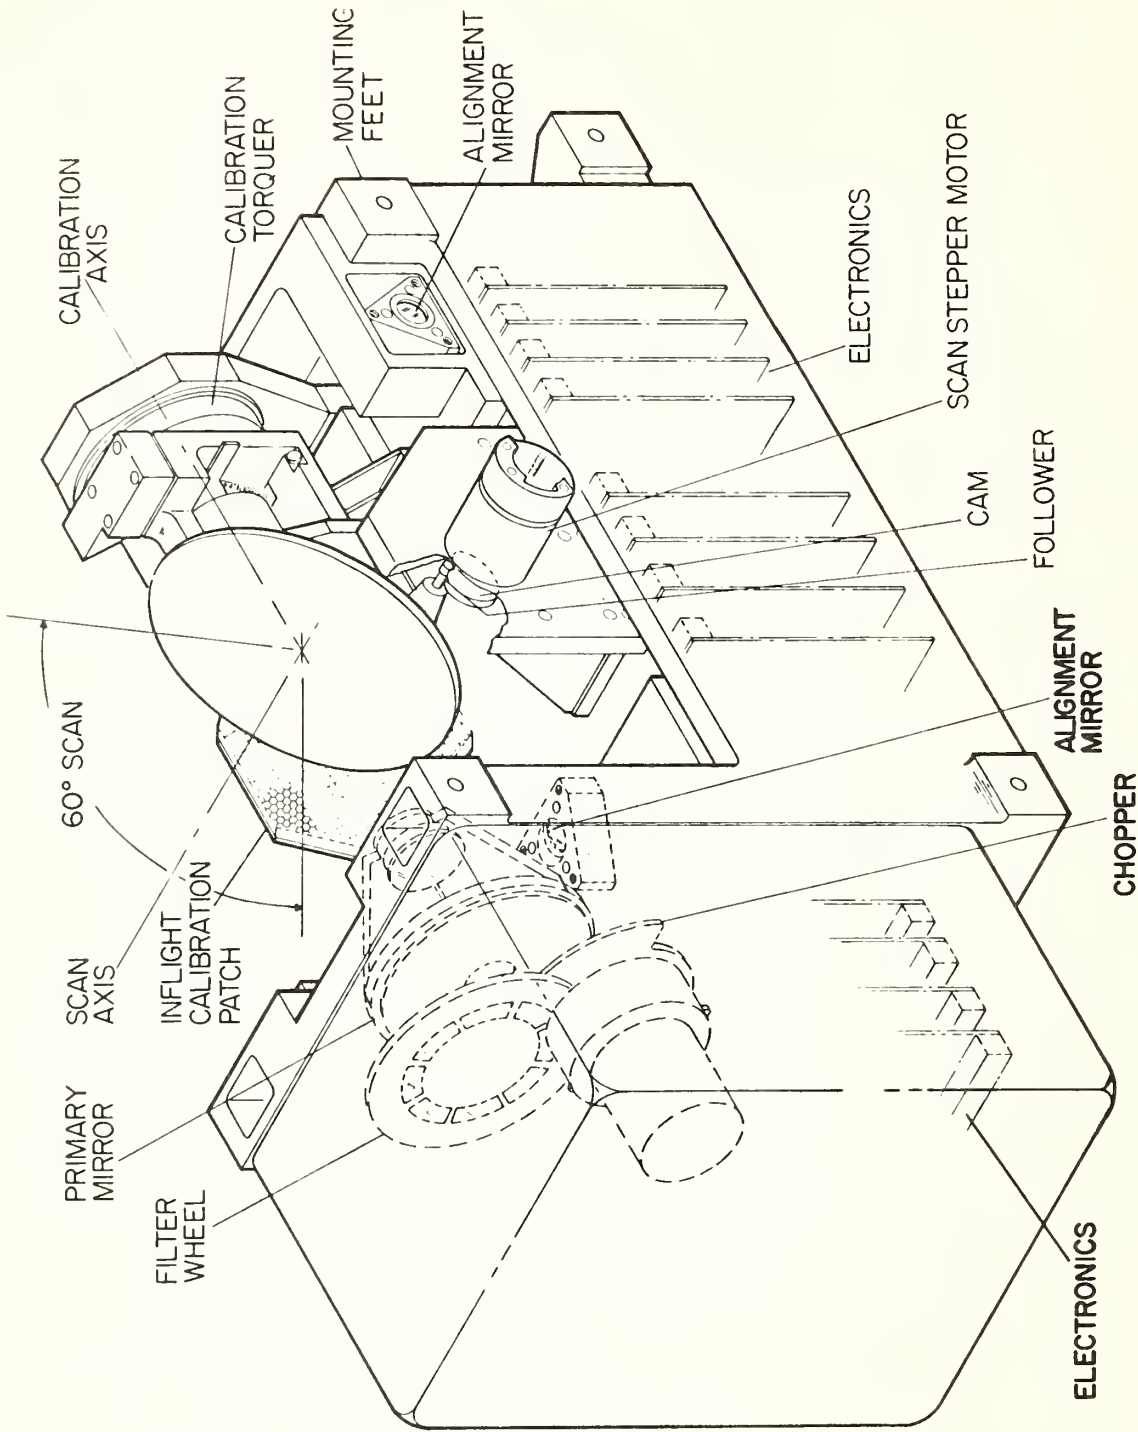 CALIBRATION
AXIS
CALIBRATION
TORQUER
MOUNTING
FEET
ALIGNMENT
MIRROR
60° SCAN
SCAN
AXIS
INFLIGHT
CALIBRATION
PATCH
PRIMARY
MIRROR
FILTER
WHEEL
ELECTRONICS
SCAN STEPPER MOTOR
CAM
FOLLOWER
ALIGNMENT
MIRROR
CHOPPER
ELECTRONICS